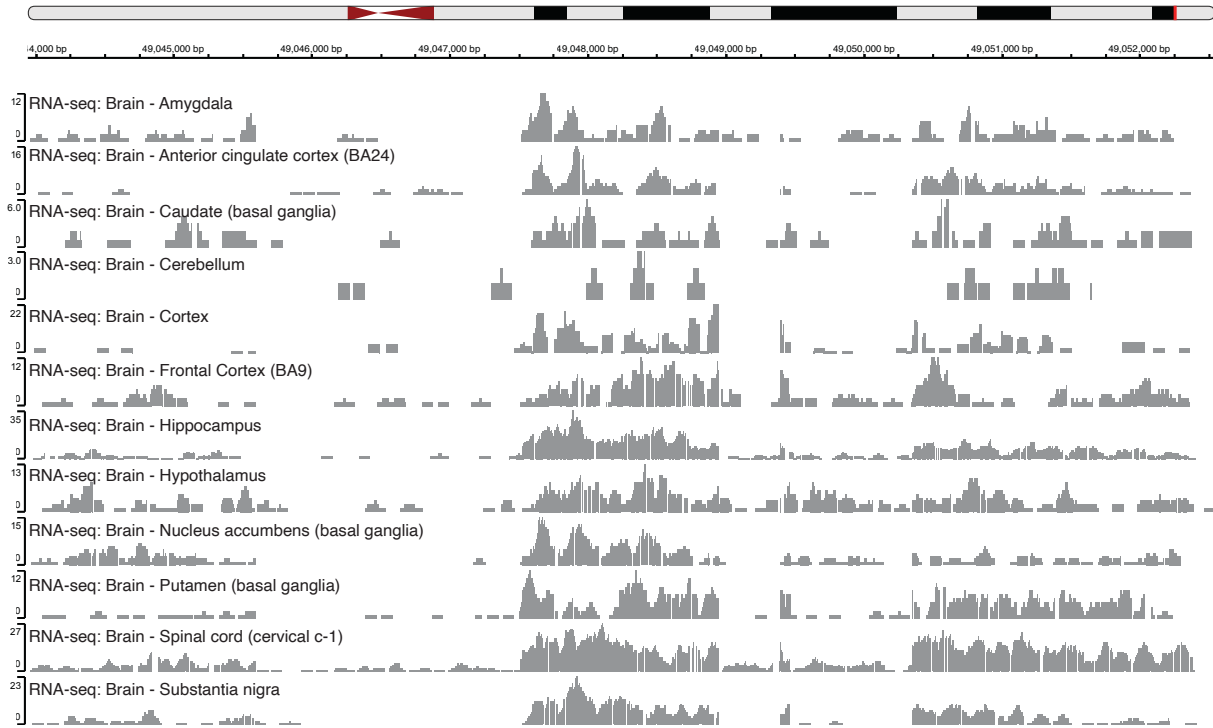 4,000 bp 49,045,000 bp 49,046,000 bp 49,047,000 bp 49,048,000 bp 49,049,000 bp 49,050,000 bp 49,051,000 bp 49,052,000 bp
12 RNA-seq: Brain - Amygdala
0
16 RNA-seq: Brain - Anterior cingulate cortex (BA24)
0
6.0 RNA-seq: Brain - Caudate (basal ganglia)
0
3.0 RNA-seq: Brain - Cerebellum
0
22 RNA-seq: Brain - Cortex
0
12 RNA-seq: Brain - Frontal Cortex (BA9)
0
35 RNA-seq: Brain - Hippocampus
0
13 RNA-seq: Brain - Hypothalamus
0
15 RNA-seq: Brain - Nucleus accumbens (basal ganglia)
0
12 RNA-seq: Brain - Putamen (basal ganglia)
0
27 RNA-seq: Brain - Spinal cord (cervical c-1)
0
23 RNA-seq: Brain - Substantia nigra
0